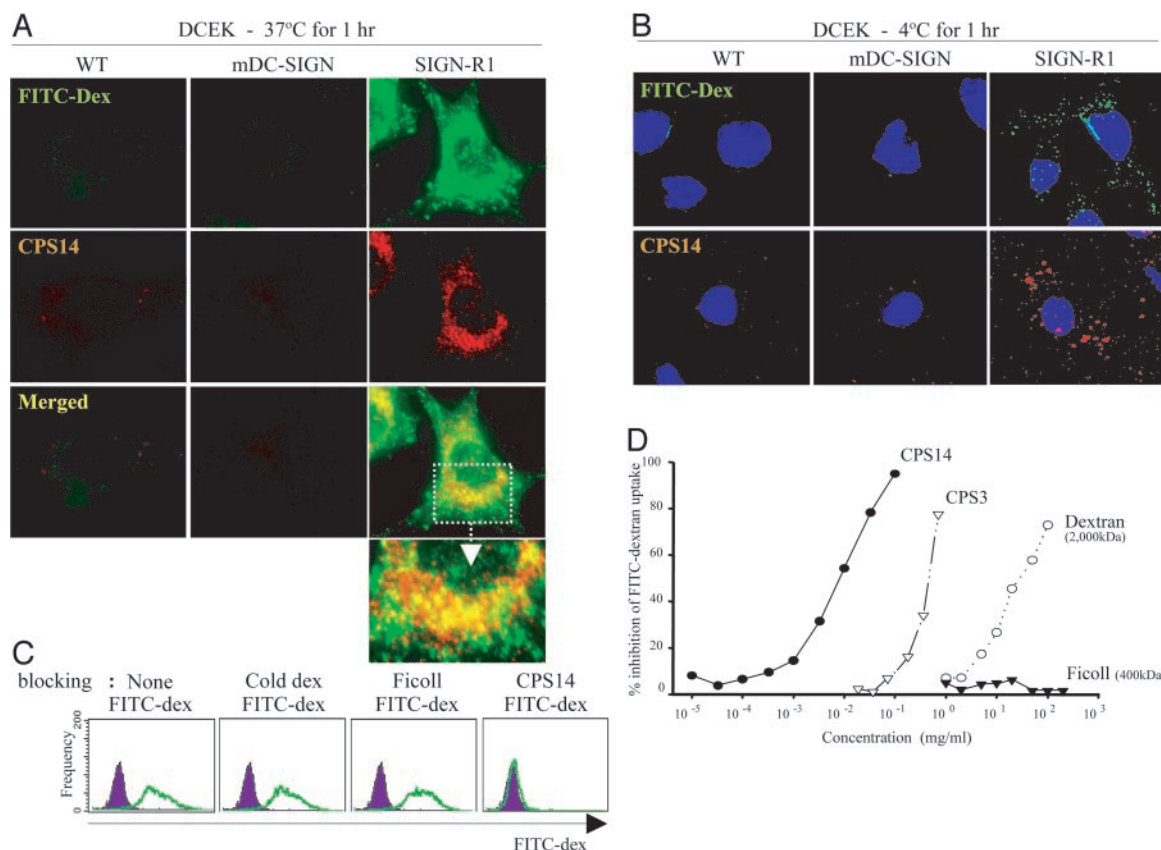 A
DCEK - 37°C for 1 hr
WT mDC-SIGN SIGN-R1
FITC-Dex
CPS14
Merged
B
DCEK - 4°C for 1 hr
WT mDC-SIGN SIGN-R1
FITC-Dex
CPS14
C
blocking : None Cold dex Ficoll CPS14
FITC-dex FITC-dex FITC-dex FITC-dex
Frequency
200
0
FITC-dex
D
% inhibition of FITC-dextran uptake
100
80
60
40
20
0
CPS14
CPS3
Dextran
(2,000kDa)
Ficoll (400kDa)
10-5 10-4 10-3 10-2 10-1 100 101 102 103
Concentration (mg/ml)